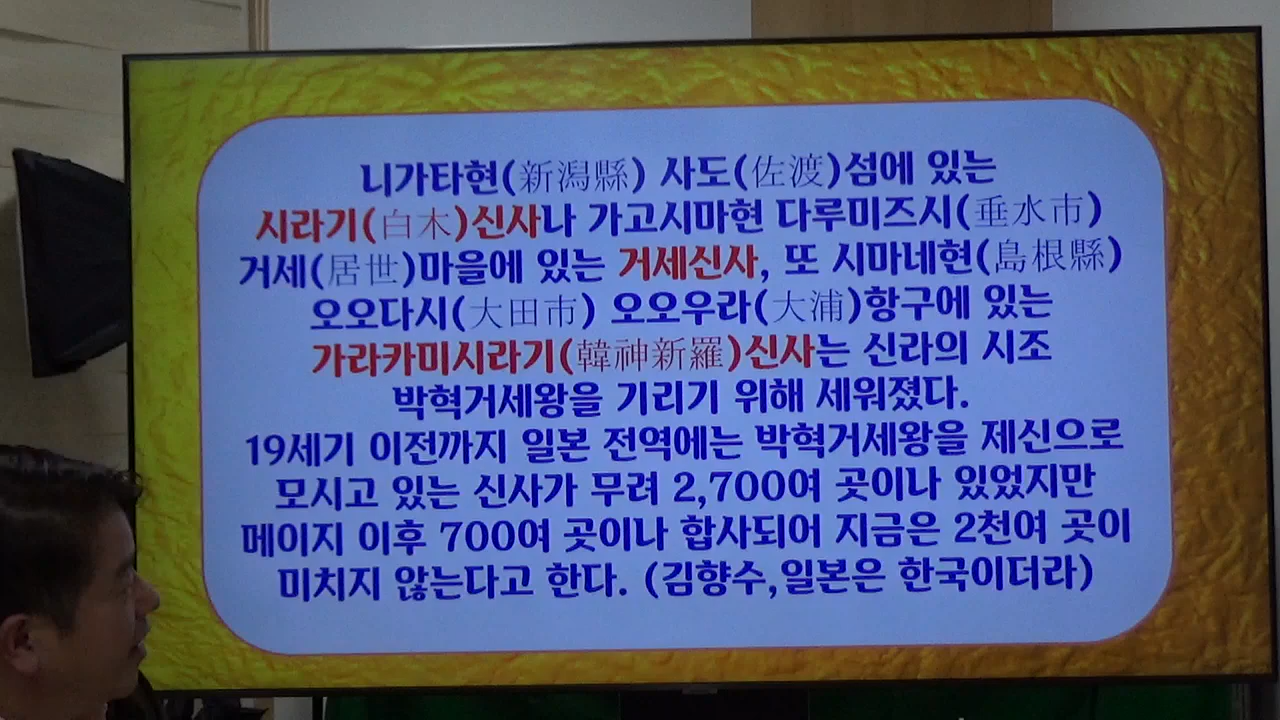 니가타현(新潟縣) 사도(佐渡)섬에 있는
시라기(白木)신사나 가고시마현 다루미즈시(垂水市)
거세(居世)마을에 있는 거세신사, 또 시마네현(島根縣)
오오다시(大田市) 오오우라(大浦)항구에 있는
가라카미시라기(韓神新羅)신사는 신라의 시조
박혁거세왕을 기리기 위해 세워졌다.
19세기 이전까지 일본 전역에는 박혁거세왕을 제신으로
모시고 있는 신사가 무려 2,700여 곳이나 있었지만
메이지 이후 700여 곳이나 합사되어 지금은 2천여 곳이
미치지 않는다고 한다. (김향수,일본은 한국이더라)